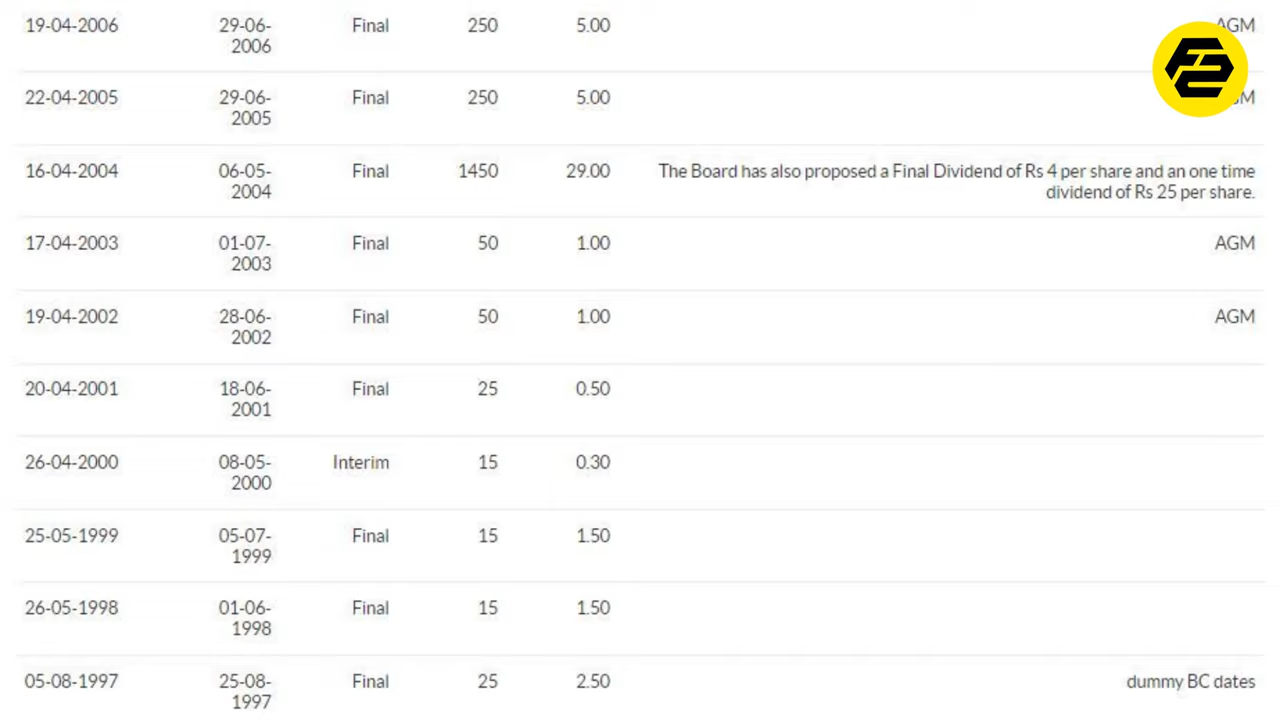 19-04-2006 29-06- Final 250 5.00 AGM
2006
22-04-2005 29-06- Final 250 5.00
2005
16-04-2004 06-05- Final 1450 29.00 The Board has also proposed a Final Dividend of Rs 4 per share and an one time
2004 dividend of Rs 25 per share.
17-04-2003 01-07- Final 50 1.00 AGM
2003
19-04-2002 28-06- Final 50 1.00 AGM
2002
20-04-2001 18-06- Final 25 0.50
2001
26-04-2000 08-05- Interim 15 0.30
2000
25-05-1999 05-07- Final 15 1.50
1999
26-05-1998 01-06- Final 15 1.50
1998
05-08-1997 25-08- Final 25 2.50 dummy BC dates
1997